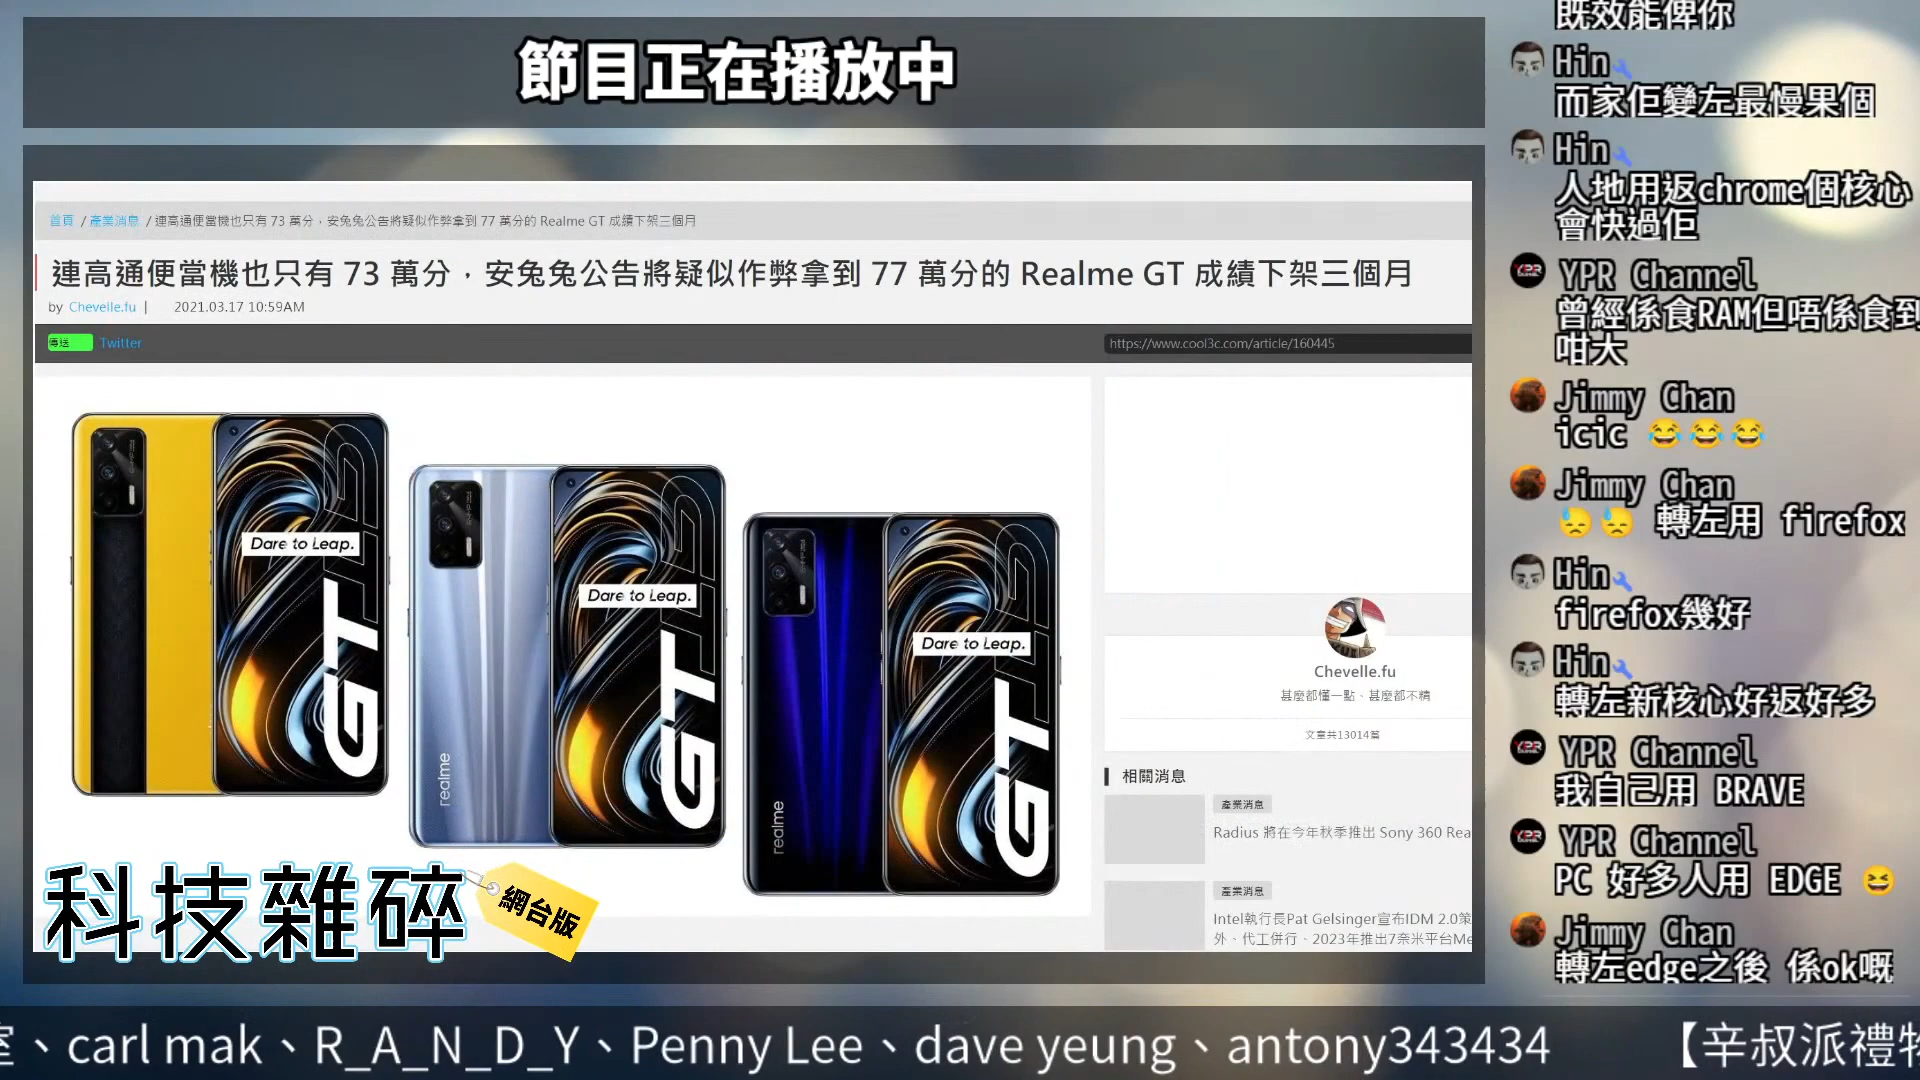 節目正在播放中
首頁 / 產業消息 / 連高通便當機也只有 73 萬分，安兔兔公告將疑似作弊拿到 77 萬分的 Realme GT 成績下架三個月
連高通便當機也只有 73 萬分，安兔兔公告將疑似作弊拿到 77 萬分的 Realme GT 成績下架三個月
by Chevelle.fu | 2021.03.17 10:59AM
傳送 Twitter
https://www.cool3c.com/article/160445
Dare to Leap.
GT
Dare to Leap.
GT
realme
Dare to Leap.
GT
realme
Chevelle.fu
甚麼都懂一點、甚麼都不精
文章共13014篇
相關消息
產業消息
Radius 將在今年秋季推出 Sony 360 Rea
產業消息
Intel執行長Pat Gelsinger宣布IDM 2.0策
外、代工併行、2023年推出7奈米平台Me
科技雜碎
網台版
既效能俾你
Hin
而家佢變左最慢果個
Hin
人地用返chrome個核心
會快過佢
YPR Channel
曾經係食RAM但唔係食到
咁大
Jimmy Chan
icic 😂😂😂
Jimmy Chan
😓😓 轉左用 firefox
Hin
firefox幾好
Hin
轉左新核心好返好多
YPR Channel
我自己用 BRAVE
YPR Channel
PC 好多人用 EDGE 😆
Jimmy Chan
轉左edge之後 係ok嘅
、carl mak、R_A_N_D_Y、Penny Lee、dave yeung、antony343434 【辛叔派禮物